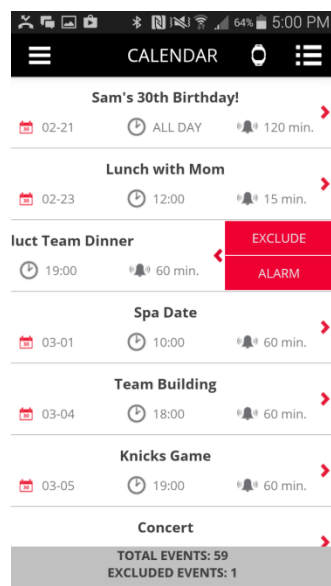 64% 5:00 PM
CALENDAR
Sam's 30th Birthday!
02-21 ALL DAY 120 min.
Lunch with Mom
02-23 12:00 15 min.
luct Team Dinner
EXCLUDE
19:00 60 min.
ALARM
Spa Date
03-01 10:00 60 min.
Team Building
03-04 18:00 60 min.
Knicks Game
03-05 19:00 60 min.
Concert
TOTAL EVENTS: 59
EXCLUDED EVENTS: 1